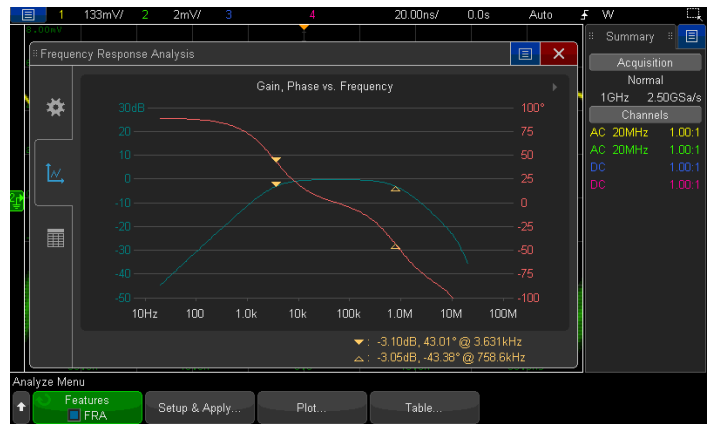 1 133mV/ 2 2mV/ 3 4 20.00ns/ 0.0s Auto W
8.00mV
Summary
Frequency Response Analysis
Acquisition
Normal
1GHz 2.50GSa/s
Channels
AC 20MHz 1.00:1
AC 20MHz 1.00:1
DC 1.00:1
DC 1.00:1
Gain, Phase vs. Frequency
30dB 100°
20 75
10 50
0 25
-10 0
-20 -25
-30 -50
-40 -75
-50 -100
10Hz 100 1.0k 10k 100k 1.0M 10M 100M
: -3.10dB, 43.01° @ 3.631kHz
: -3.05dB, -43.38° @ 758.6kHz
Analyze Menu
Features
FRA
Setup & Apply...
Plot...
Table...